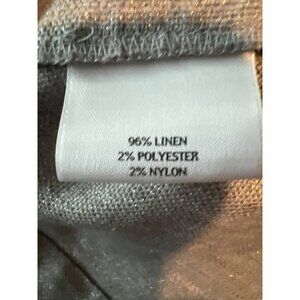 96% LINEN
2% POLYESTER
2% NYLON